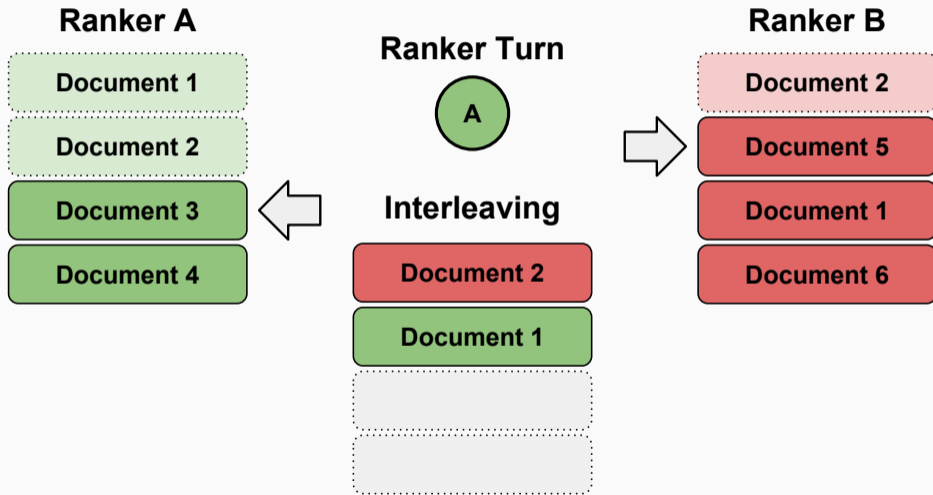 Ranker A
Document 1
Document 2
Document 3
Document 4
Ranker Turn
A
Interleaving
Document 2
Document 1
Ranker B
Document 2
Document 5
Document 1
Document 6